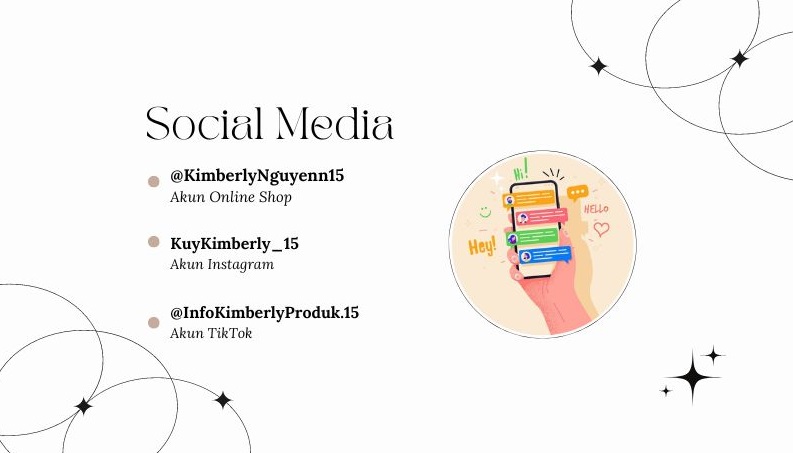 Social Media
@KimberlyNguyenn15
Akun Online Shop
KuyKimberly_15
Akun Instagram
@InfoKimberlyProduk.15
Akun TikTok
Hi!
HELLO
Hey!